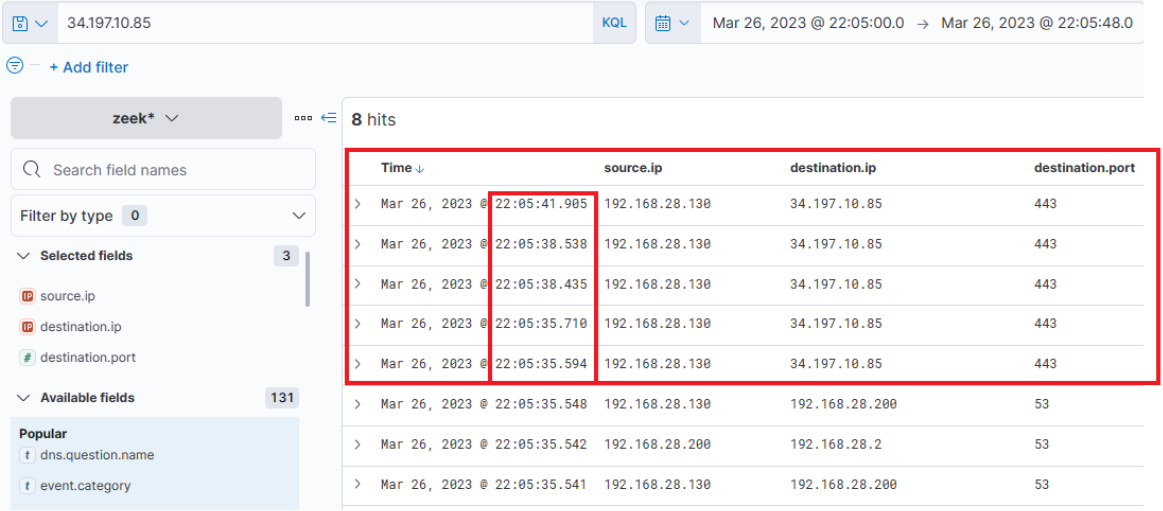 34.197.10.85 KQL Mar 26, 2023 @ 22:05:00.0 → Mar 26, 2023 @ 22:05:48.0
+ Add filter
zeek*
8 hits
Search field names
Time↓ source.ip destination.ip destination.port
Filter by type 0
Mar 26, 2023 @ 22:05:41.905 192.168.28.130 34.197.10.85 443
Mar 26, 2023 @ 22:05:38.538 192.168.28.130 34.197.10.85 443
Selected fields 3
Mar 26, 2023 @ 22:05:38.435 192.168.28.130 34.197.10.85 443
IP source.ip
Mar 26, 2023 @ 22:05:35.710 192.168.28.130 34.197.10.85 443
IP destination.ip
# destination.port
Mar 26, 2023 @ 22:05:35.594 192.168.28.130 34.197.10.85 443
Available fields 131
Mar 26, 2023 @ 22:05:35.548 192.168.28.130 192.168.28.200 53
Popular
Mar 26, 2023 @ 22:05:35.542 192.168.28.200 192.168.28.2 53
t dns.question.name
t event.category
Mar 26, 2023 @ 22:05:35.541 192.168.28.130 192.168.28.200 53